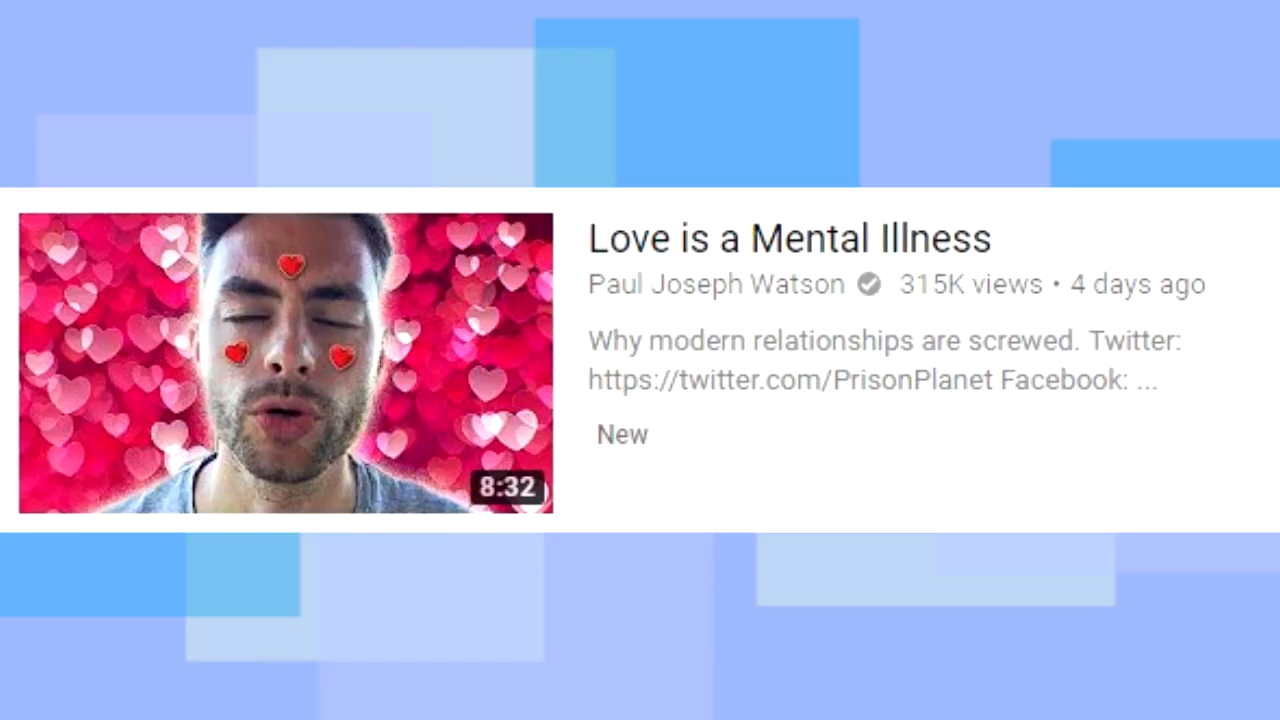 8:32
Love is a Mental Illness
Paul Joseph Watson 315K views • 4 days ago
Why modern relationships are screwed. Twitter:
https://twitter.com/PrisonPlanet Facebook: ...
New